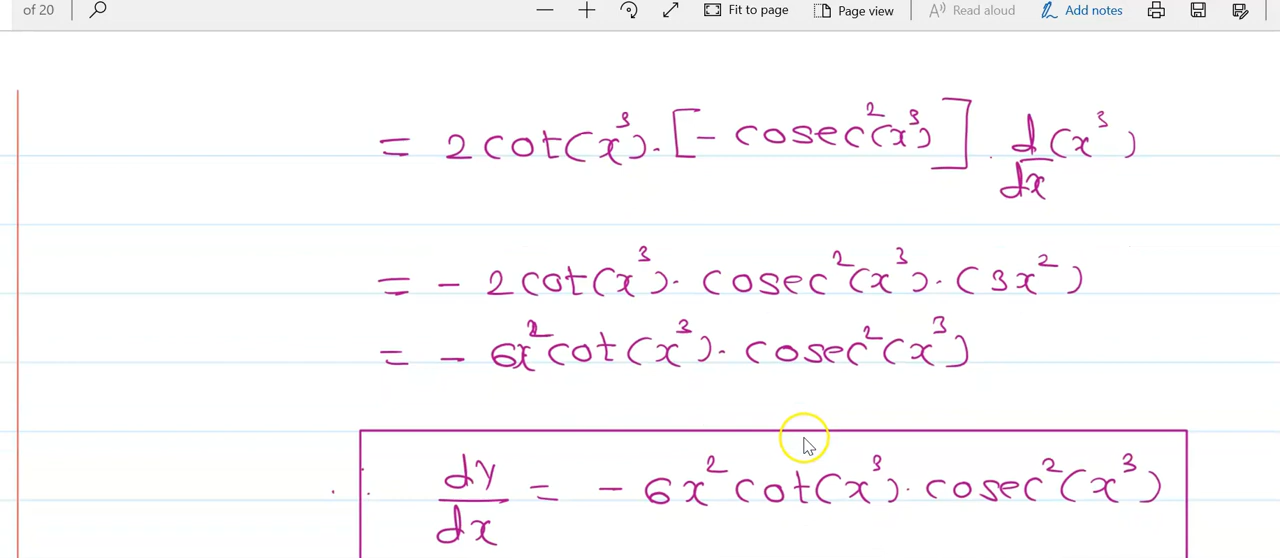 of 20 Fit to page Page view Read aloud Add notes
= 2cot(x³)·[-cosec²(x³)] · d/dx (x³)
= - 2cot(x³)· cosec²(x³)·(3x²)
= - 6x²cot(x³)· cosec²(x³)
∴ dy/dx = - 6x²cot(x³)· cosec²(x³)